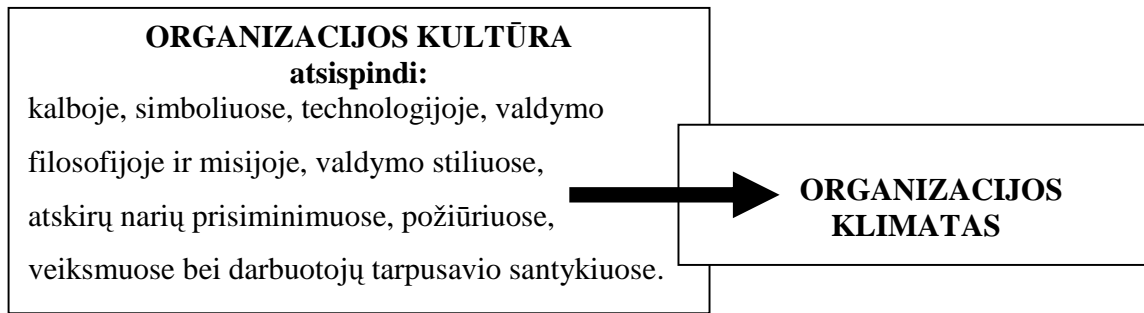 ORGANIZACIJOS KULTŪRA
atsispindi:
kalboje, simboliuose, technologijoje, valdymo
filosofijoje ir misijoje, valdymo stiliuose,
atskirų narių prisiminimuose, požiūriuose,
veiksmuose bei darbuotojų tarpusavio santykiuose.
ORGANIZACIJOS
KLIMATAS